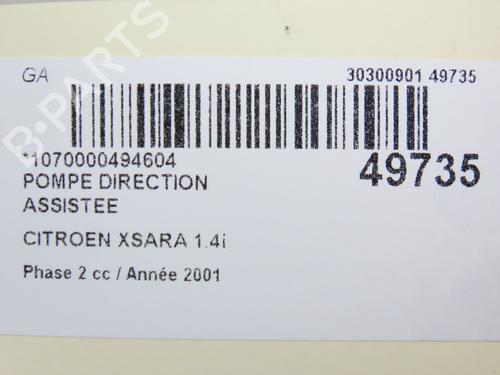 GA
30300901 49735
*1070000494604
49735
POMPE DIRECTION
ASSISTEE
CITROEN XSARA 1.4i
Phase 2 cc / Année 2001
B-PARTS